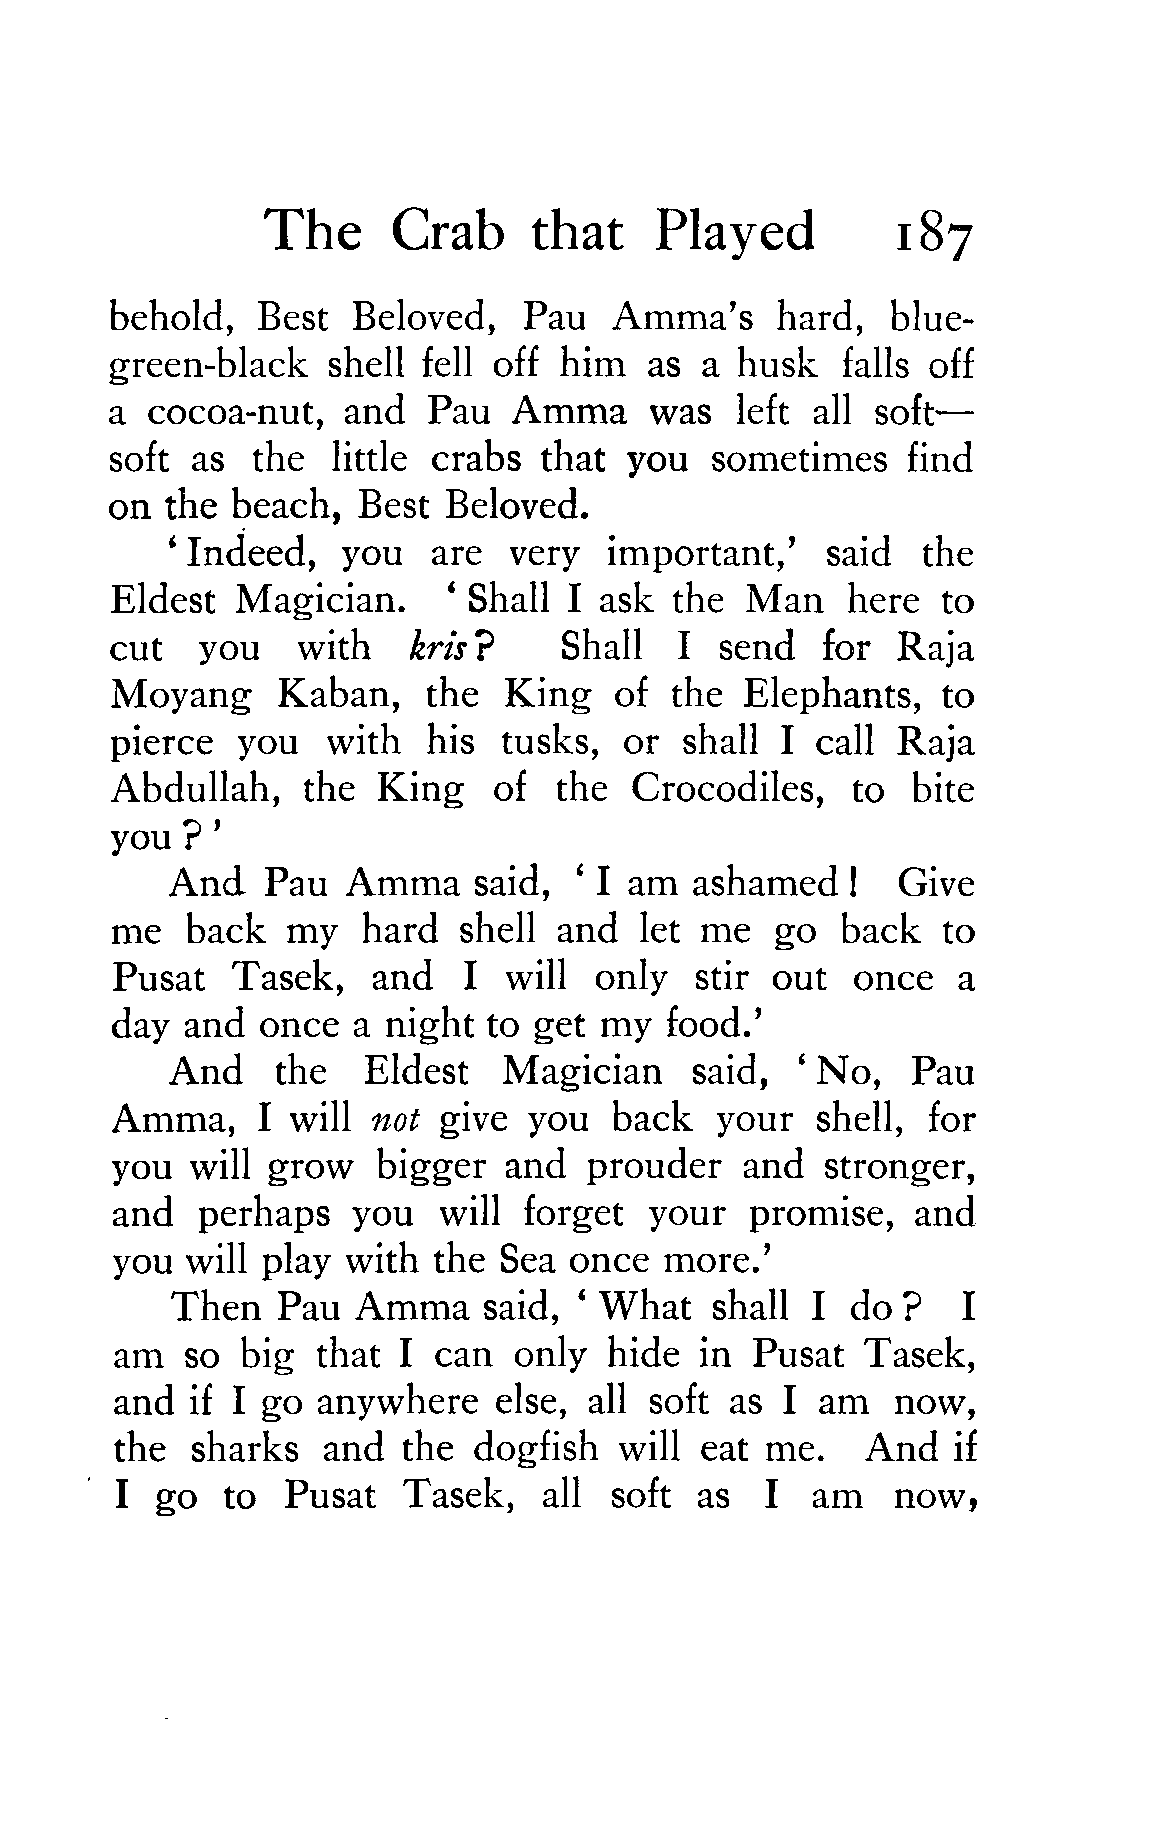 The Crab that Played 187
behold, Best Beloved, Pau Amma's hard, blue-
green-black shell fell off him as a husk falls off
a cocoa-nut, and Pau Amma was left all soft—
soft as the little crabs that you sometimes find
on the beach, Best Beloved.
‘Indeed, you are very important,’ said the
Eldest Magician. ‘Shall I ask the Man here to
cut you with kris? Shall I send for Raja
Moyang Kaban, the King of the Elephants, to
pierce you with his tusks, or shall I call Raja
Abdullah, the King of the Crocodiles, to bite
you?’
And Pau Amma said, ‘I am ashamed! Give
me back my hard shell and let me go back to
Pusat Tasek, and I will only stir out once a
day and once a night to get my food.’
And the Eldest Magician said, ‘No, Pau
Amma, I will not give you back your shell, for
you will grow bigger and prouder and stronger,
and perhaps you will forget your promise, and
you will play with the Sea once more.’
Then Pau Amma said, ‘What shall I do? I
am so big that I can only hide in Pusat Tasek,
and if I go anywhere else, all soft as I am now,
the sharks and the dogfish will eat me. And if
I go to Pusat Tasek, all soft as I am now,